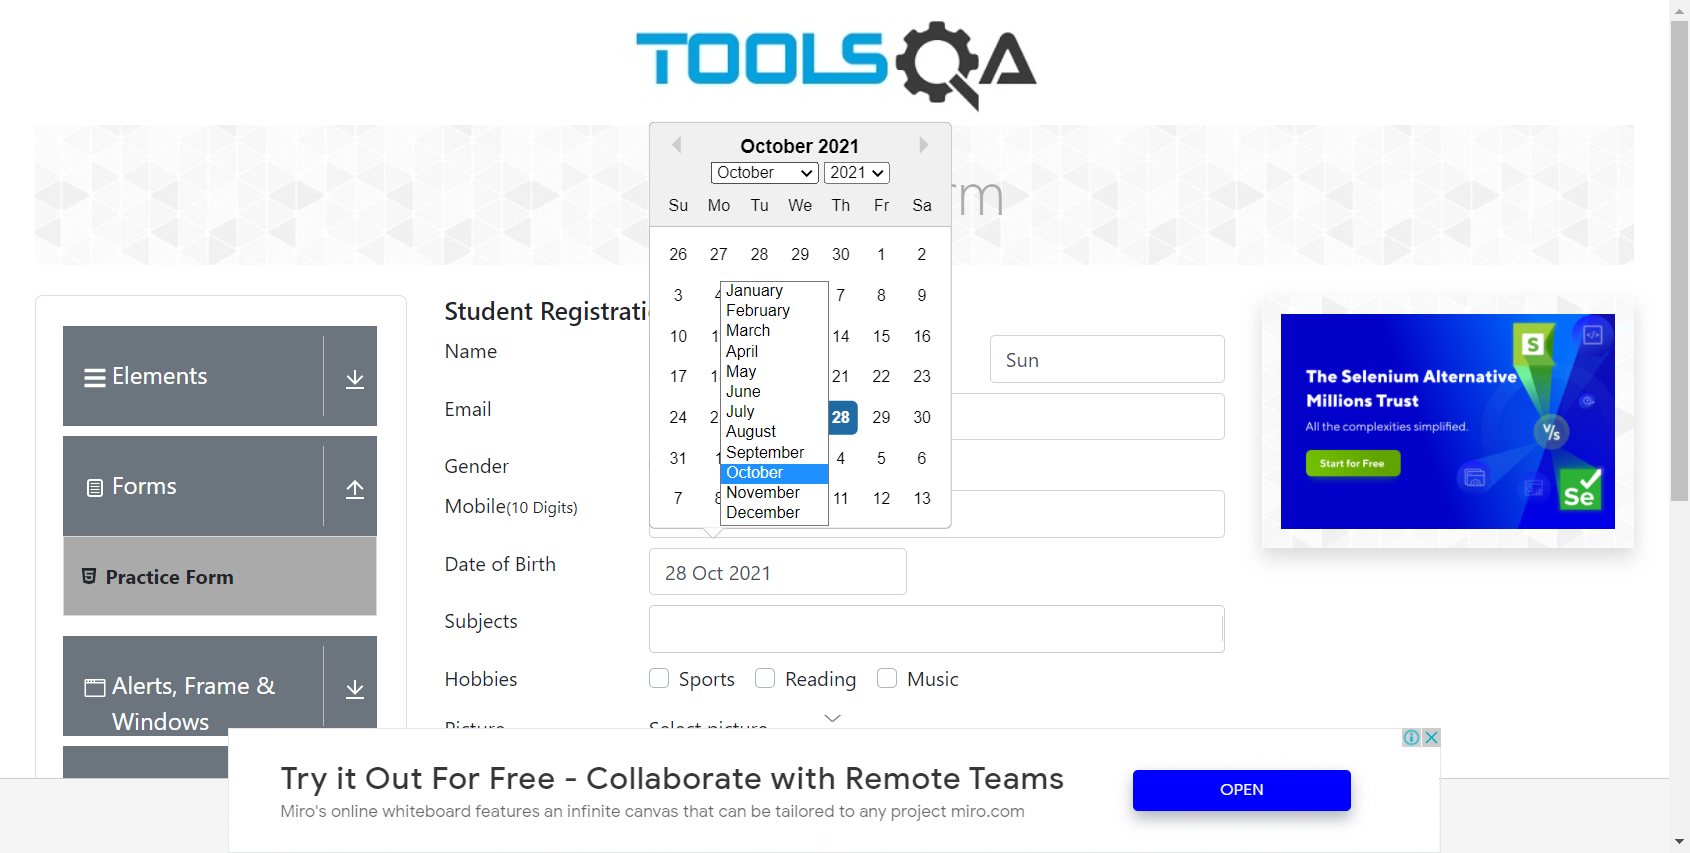 TOOLSQA
October 2021
October 2021
Su Mo Tu We Th Fr Sa
26 27 28 29 30 1 2
3 7 8 9
10 14 15 16
17 21 22 23
24 28 29 30
31 4 5 6
7 11 12 13
January
February
March
April
May
June
July
August
September
October
November
December
Elements
Forms
Practice Form
Alerts, Frame &
Windows
Student Registrati
Name
Sun
Email
Gender
Mobile(10 Digits)
Date of Birth
28 Oct 2021
Subjects
Hobbies
Sports Reading Music
Picture
Select picture
The Selenium Alternative
Millions Trust
All the complexities simplified.
Start for Free
S
V/s
Se
Try it Out For Free - Collaborate with Remote Teams
Miro's online whiteboard features an infinite canvas that can be tailored to any project miro.com
OPEN